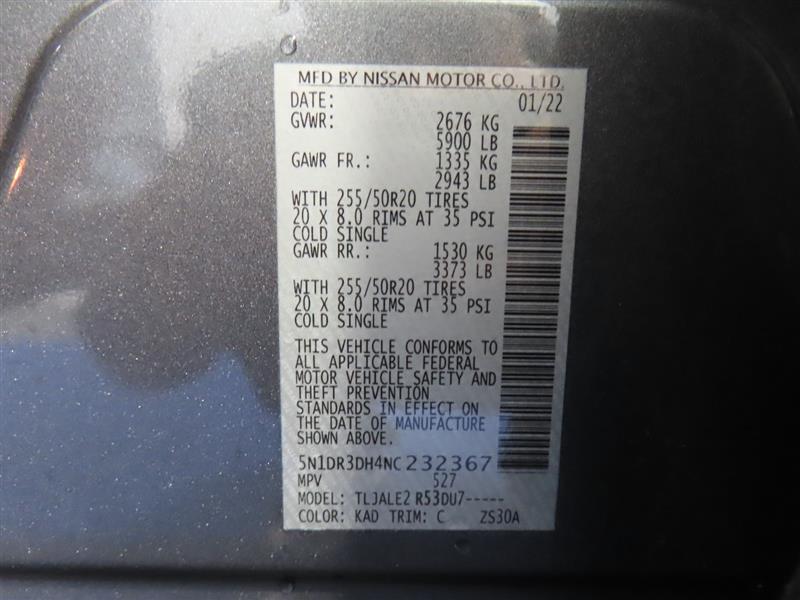 MFD BY NISSAN MOTOR CO., LTD.
DATE: 01/22
GVWR: 2676 KG
5900 LB
GAWR FR.: 1335 KG
2943 LB
WITH 255/50R20 TIRES
20 X 8.0 RIMS AT 35 PSI
COLD SINGLE
GAWR RR.: 1530 KG
3373 LB
WITH 255/50R20 TIRES
20 X 8.0 RIMS AT 35 PSI
COLD SINGLE
THIS VEHICLE CONFORMS TO
ALL APPLICABLE FEDERAL
MOTOR VEHICLE SAFETY AND
THEFT PREVENTION
STANDARDS IN EFFECT ON
THE DATE OF MANUFACTURE
SHOWN ABOVE.
5N1DR3DH4NC232367
MPV 527
MODEL: TLJALE2 R53DU7-----
COLOR: KAD TRIM: C ZS30A